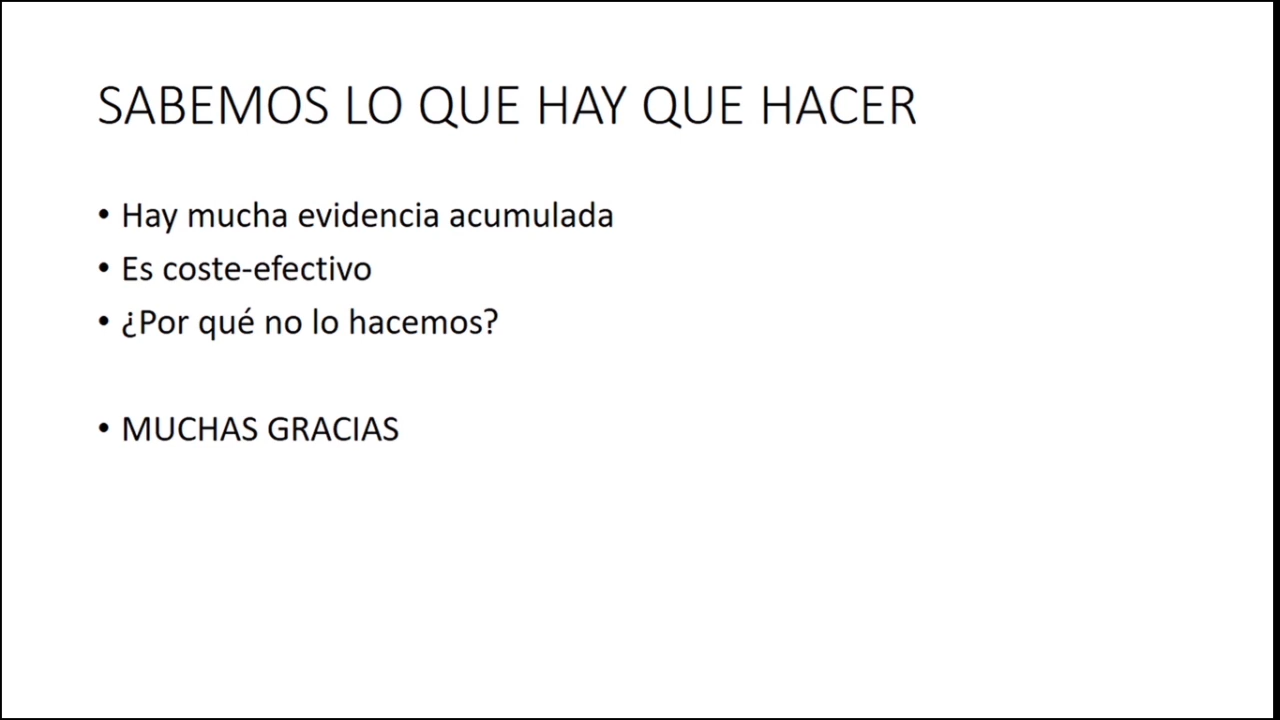 SABEMOS LO QUE HAY QUE HACER
• Hay mucha evidencia acumulada
• Es coste-efectivo
• ¿Por qué no lo hacemos?
• MUCHAS GRACIAS